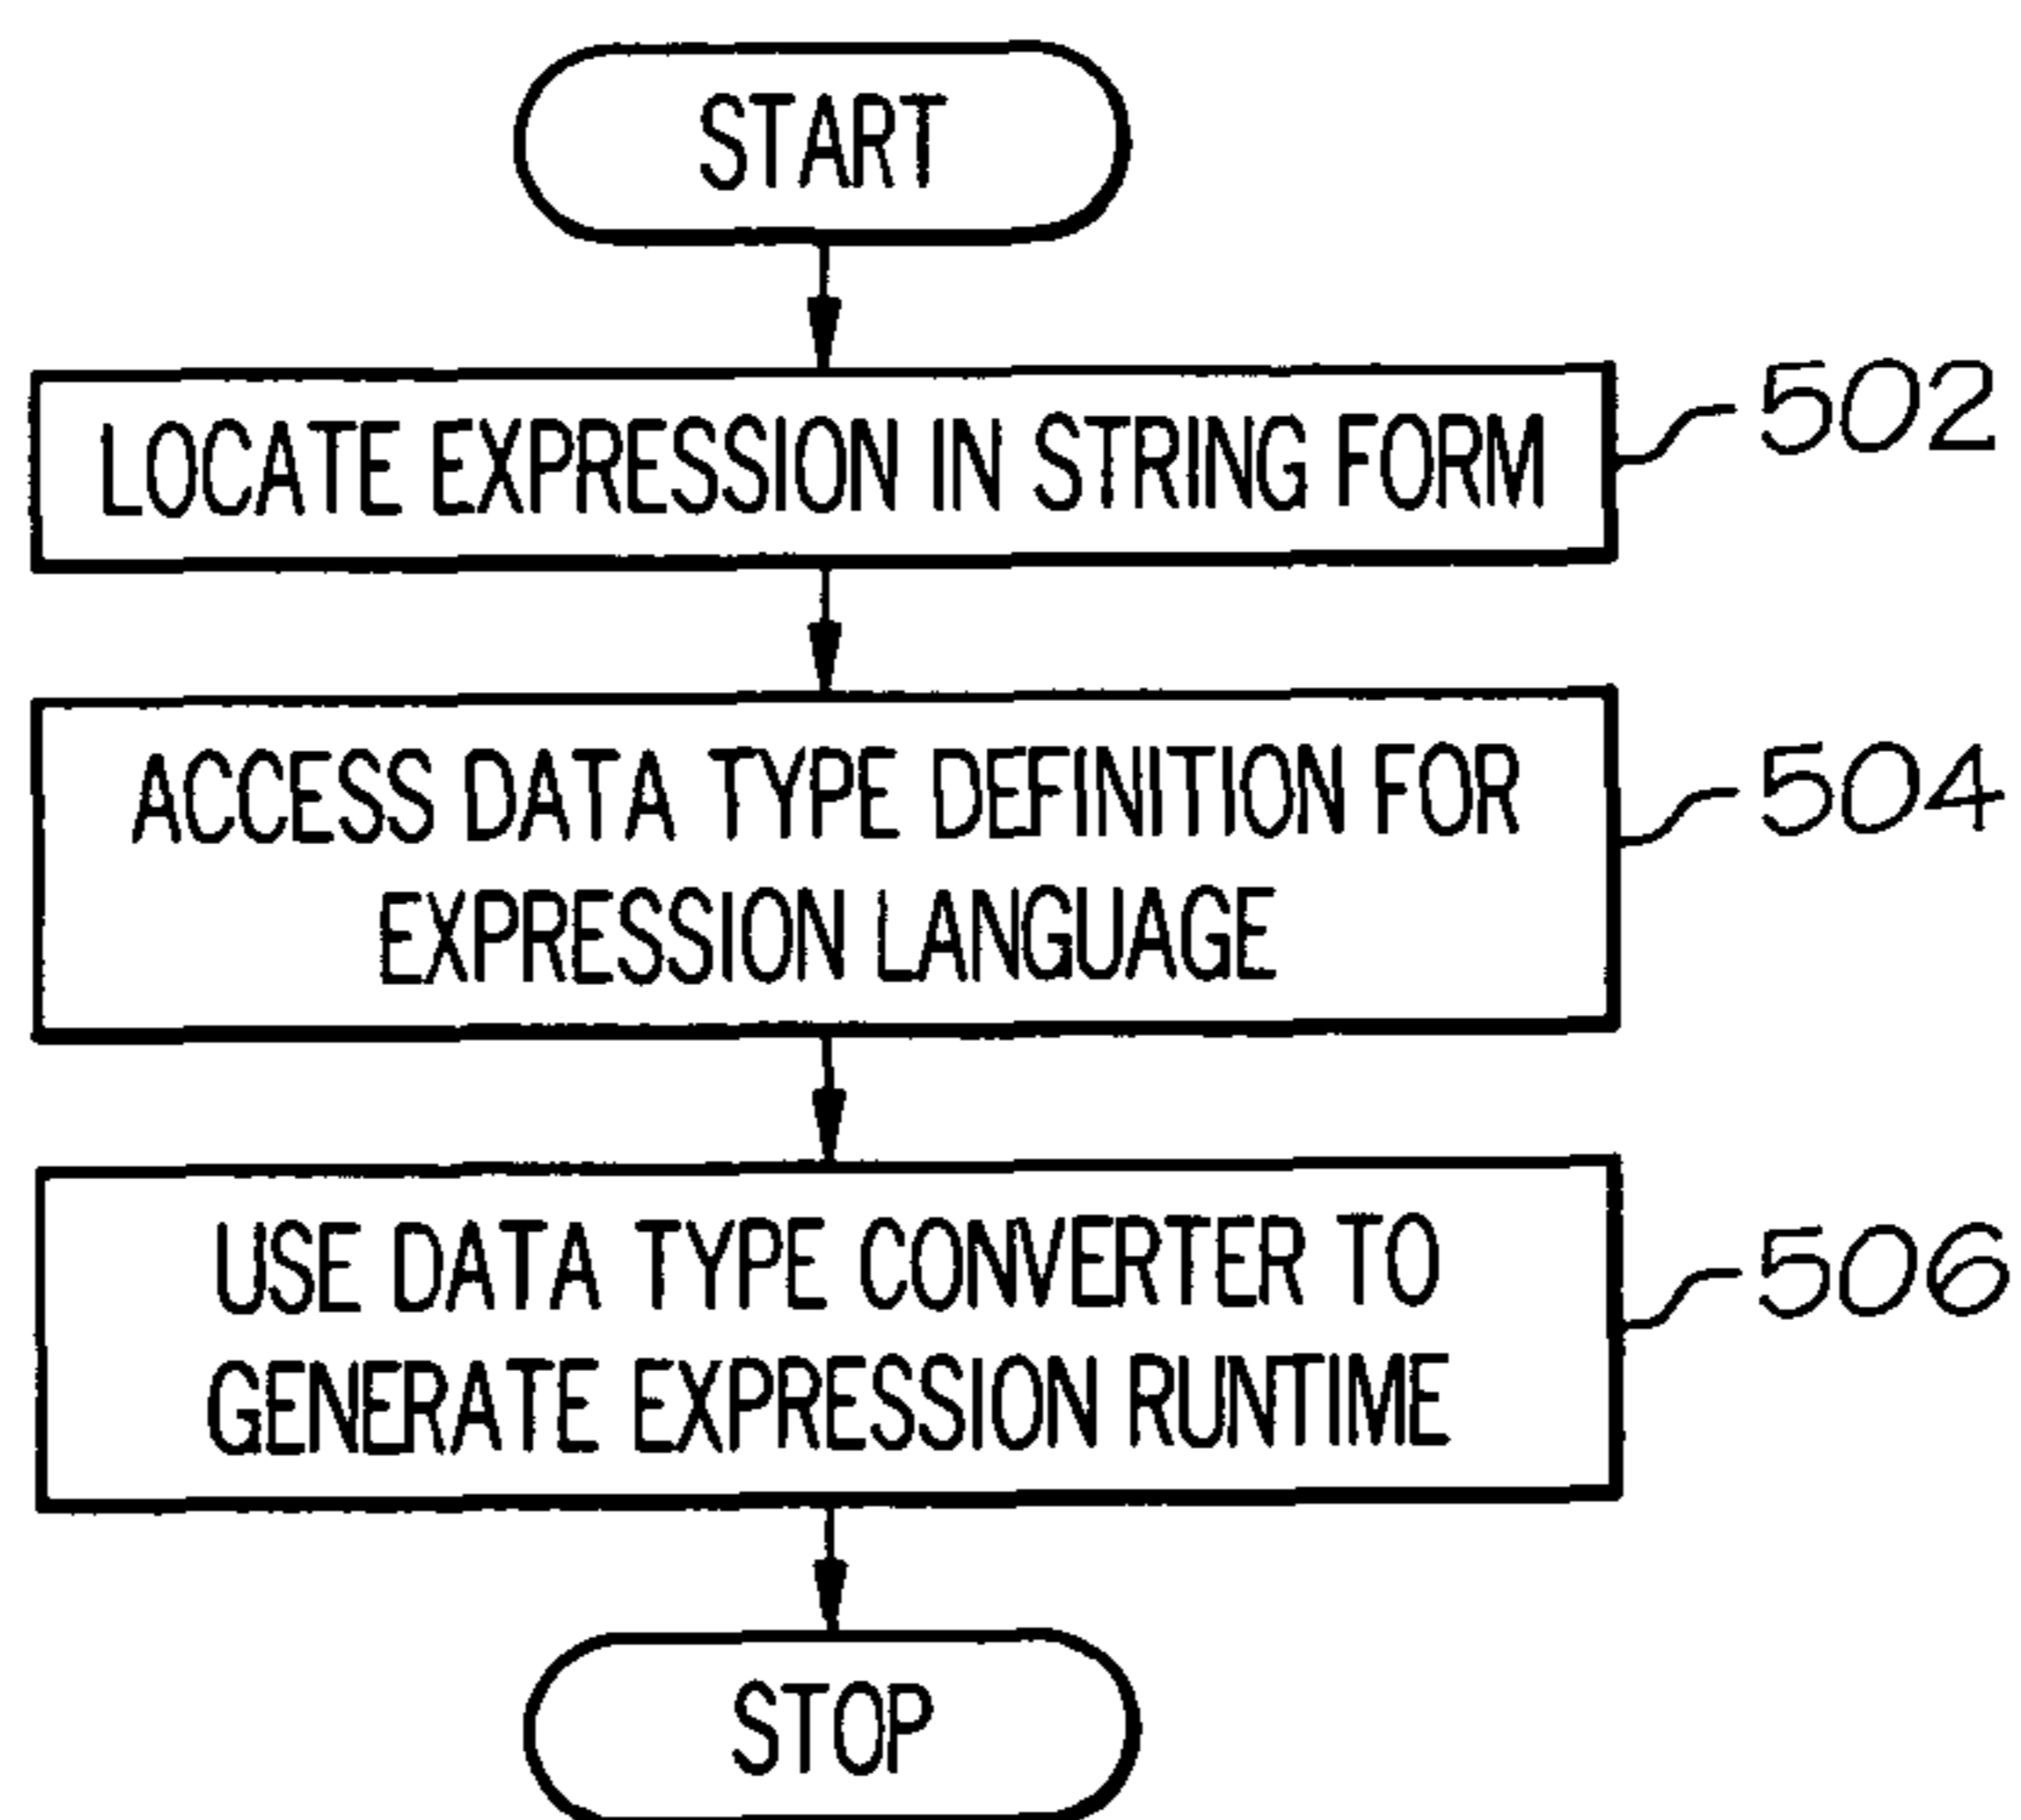 START
LOCATE EXPRESSION IN STRING FORM
502
ACCESS DATA TYPE DEFINITION FOR
EXPRESSION LANGUAGE
504
USE DATA TYPE CONVERTER TO
GENERATE EXPRESSION RUNTIME
506
STOP